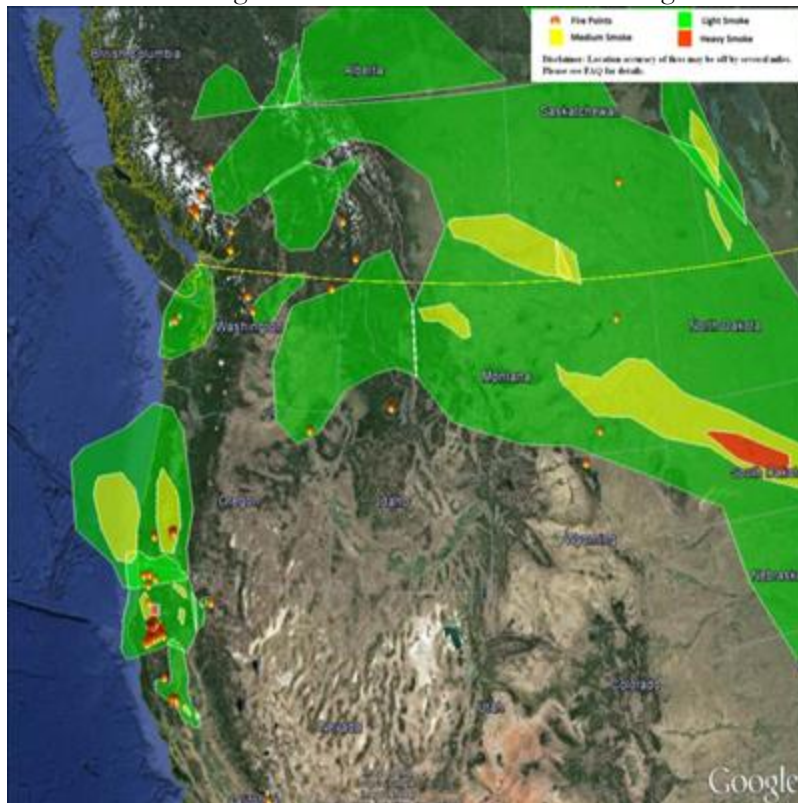 Fire Points
Light Smoke
Medium Smoke
Heavy Smoke
Disclaimer: Location accuracy of fires may be off by several miles.
Please see FAQ for details.
British Columbia
Alberta
Saskatchewan
Washington
North Dakota
Montana
South Dakot
Oregon
Idaho
Wyoming
Nebrask
Nevada
Utah
Colorado
Google